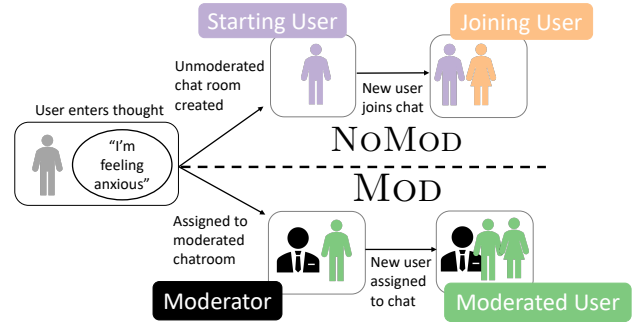 Starting User
Joining User
Unmoderated
chat room
created
New user
joins chat
User enters thought
"I'm
feeling
anxious"
NoMod
Mod
Assigned to
moderated
chatroom
New user
assigned
to chat
Moderator
Moderated User